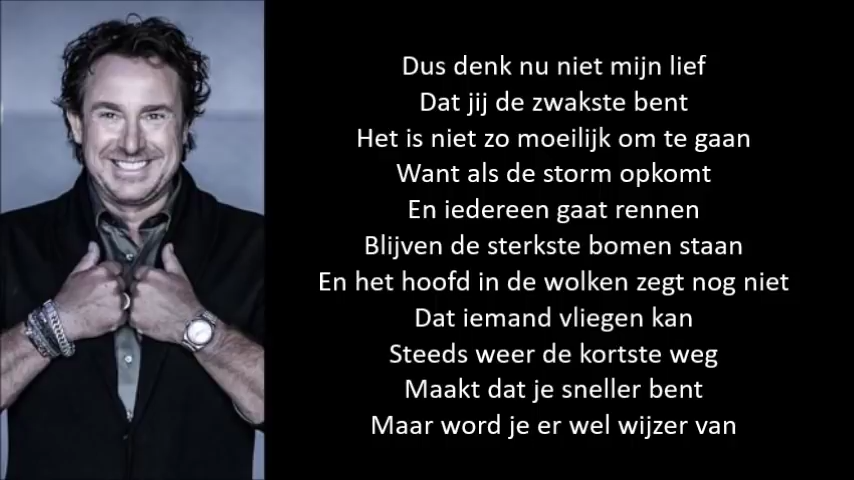 Dus denk nu niet mijn lief
Dat jij de zwakste bent
Het is niet zo moeilijk om te gaan
Want als de storm opkomt
En iedereen gaat rennen
Blijven de sterkste bomen staan
En het hoofd in de wolken zegt nog niet
Dat iemand vliegen kan
Steeds weer de kortste weg
Maakt dat je sneller bent
Maar word je er wel wijzer van